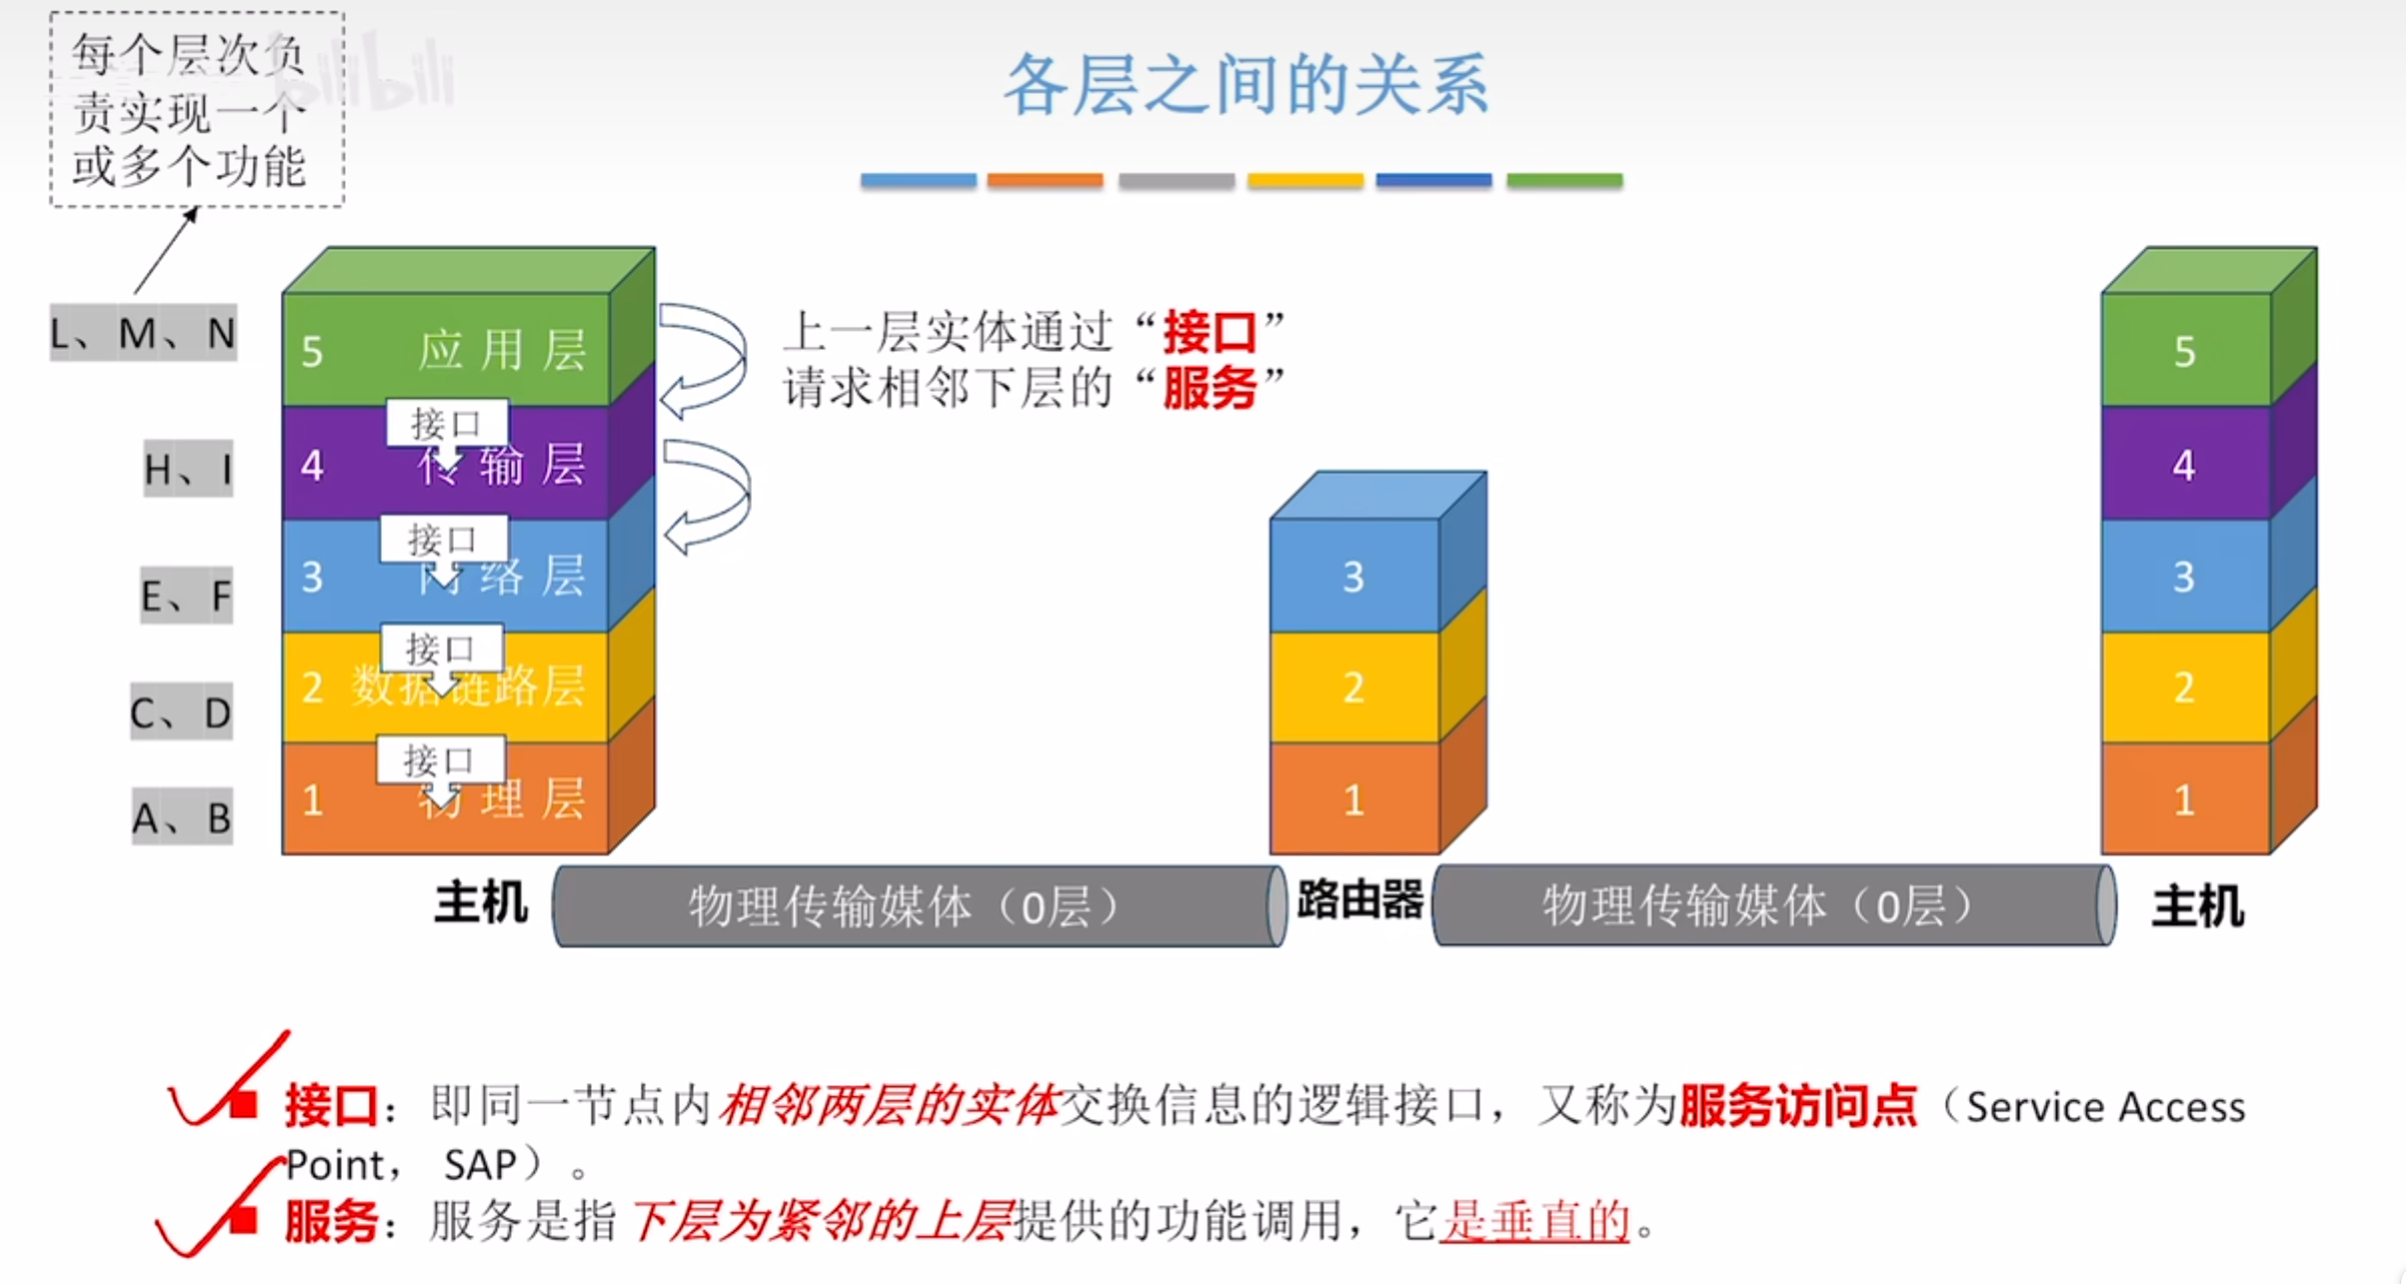 每个层次负
责实现一个
或多个功能
bilibili
各层之间的关系
L、M、N
H、I
E、F
C、D
A、B
5 应用层
接口
4 传输层
接口
3 网络层
接口
2 数据链路层
接口
1 物理层
上一层实体通过“接口”
请求相邻下层的“服务”
3
2
1
5
4
3
2
1
主机
物理传输媒体（0层）
路由器
物理传输媒体（0层）
主机
接口：即同一节点内相邻两层的实体交换信息的逻辑接口，又称为服务访问点（Service Access
Point， SAP）。
服务：服务是指下层为紧邻的上层提供的功能调用，它是垂直的。